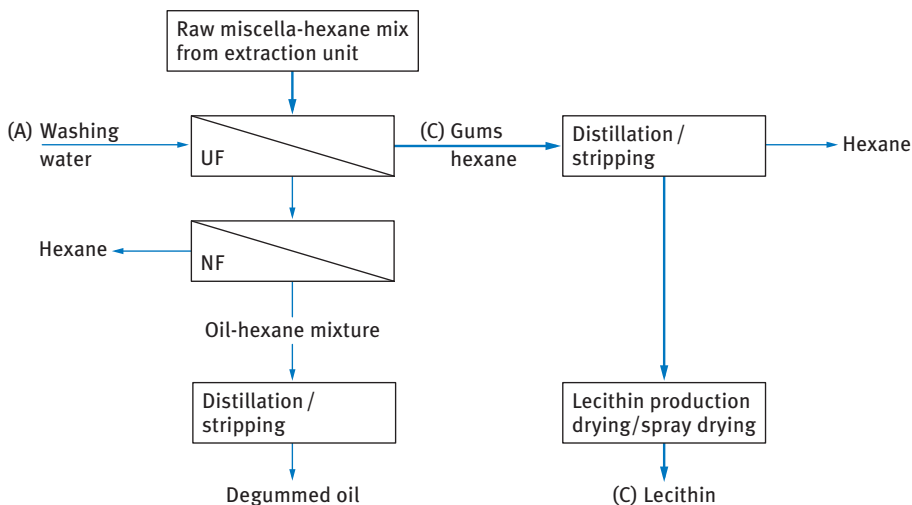 Raw miscella-hexane mix
from extraction unit
(A) Washing
water
UF
(C) Gums
hexane
Distillation /
stripping
Hexane
Hexane
NF
Oil-hexane mixture
Distillation /
stripping
Lecithin production
drying/spray drying
Degummed oil
(C) Lecithin